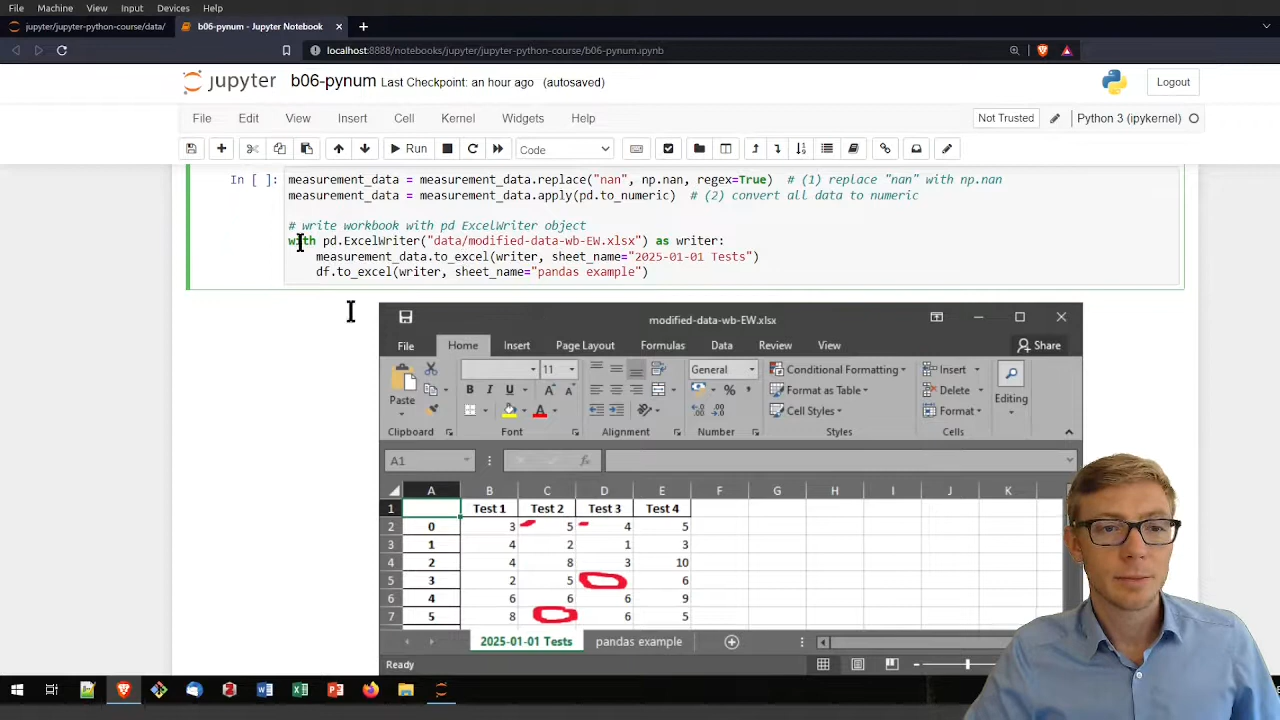 File Machine View Input Devices Help
jupyter/jupyter-python-course/data/
b06-pynum - Jupyter Notebook
localhost:8888/notebooks/jupyter/jupyter-python-course/b06-pynum.ipynb
jupyter b06-pynum Last Checkpoint: an hour ago (autosaved)
Logout
File Edit View Insert Cell Kernel Widgets Help
Not Trusted
Python 3 (ipykernel)
Run
Code
In [ ]:
measurement_data = measurement_data.replace("nan", np.nan, regex=True)  # (1) replace "nan" with np.nan
measurement_data = measurement_data.apply(pd.to_numeric)  # (2) convert all data to numeric
# write workbook with pd ExcelWriter object
with pd.ExcelWriter("data/modified-data-wb-EW.xlsx") as writer:
measurement_data.to_excel(writer, sheet_name="2025-01-01 Tests")
df.to_excel(writer, sheet_name="pandas example")
modified-data-wb-EW.xlsx
File Home Insert Page Layout Formulas Data Review View Share
Paste
11
B I U A A
General
% ,
Conditional Formatting
Format as Table
Cell Styles
Insert
Delete
Format
Editing
Clipboard Font Alignment Number Styles Cells
A1
fx
A B C D E F G H I J K
1 Test 1 Test 2 Test 3 Test 4
2 0 3 5 4 5
3 1 4 2 1 3
4 2 4 8 3 10
5 3 2 5 6
6 4 6 6 6 9
7 5 8 6 5
2025-01-01 Tests
pandas example
Ready